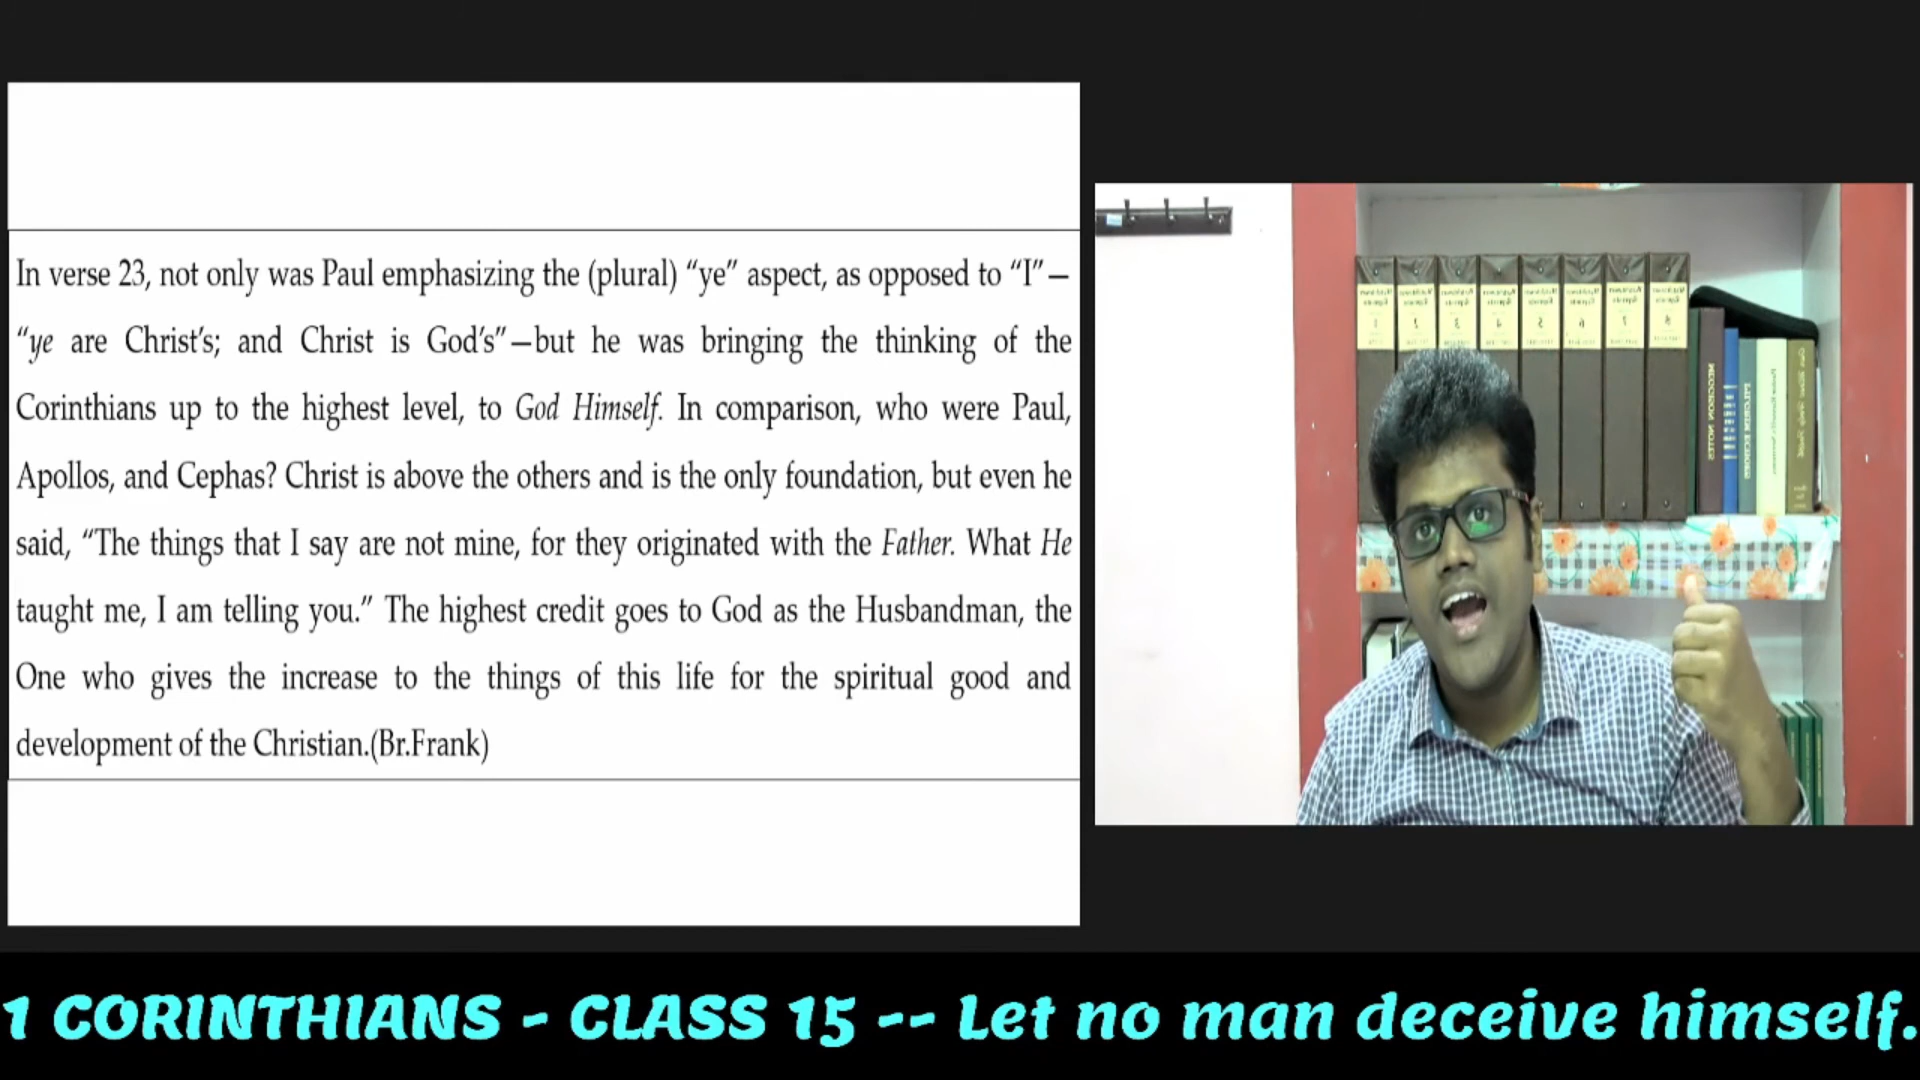 In verse 23, not only was Paul emphasizing the (plural) “ye” aspect, as opposed to “I”—
“ye are Christ’s; and Christ is God’s”—but he was bringing the thinking of the
Corinthians up to the highest level, to God Himself. In comparison, who were Paul,
Apollos, and Cephas? Christ is above the others and is the only foundation, but even he
said, “The things that I say are not mine, for they originated with the Father. What He
taught me, I am telling you.” The highest credit goes to God as the Husbandman, the
One who gives the increase to the things of this life for the spiritual good and
development of the Christian.(Br.Frank)
1 CORINTHIANS - CLASS 15 -- Let no man deceive himself.